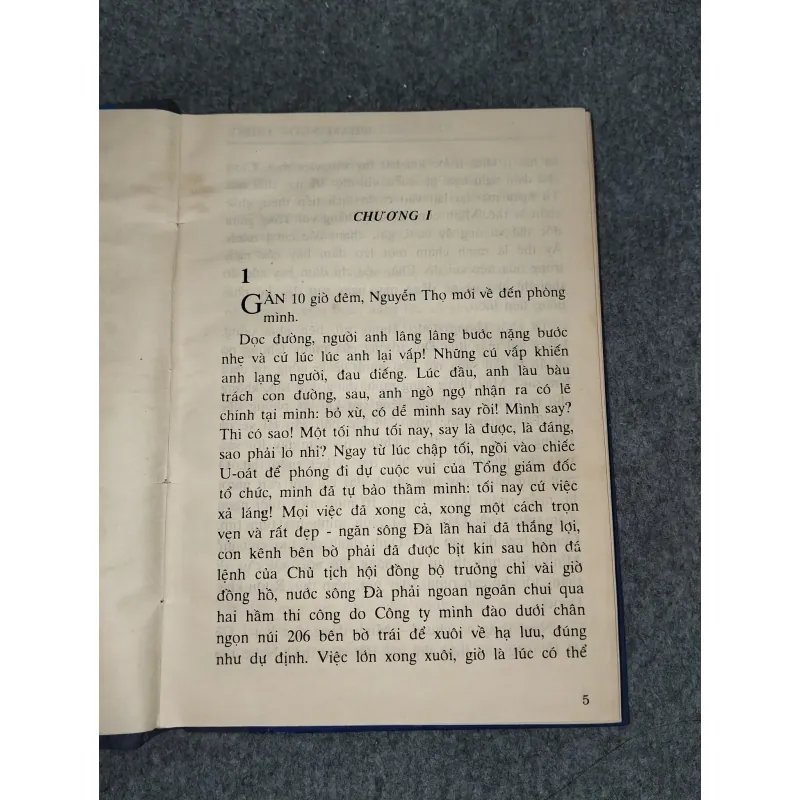 CHƯƠNG I
1
GẦN 10 giờ đêm, Nguyễn Thọ mới về đến phòng
mình.
Dọc đường, người anh lâng lâng bước nặng bước
nhẹ và cứ lúc lúc anh lại vấp! Những cú vấp khiến
anh lạng người, đau điếng. Lúc đầu, anh làu bàu
trách con đường, sau, anh ngờ ngợ nhận ra có lẽ
chính tại mình: bỏ xừ, có dễ mình say rồi! Mình say?
Thì có sao! Một tối như tối nay, say là được, là đáng,
sao phải lo nhỉ? Ngay từ lúc chập tối, ngồi vào chiếc
U-oát để phóng đi dự cuộc vui của Tổng giám đốc
tổ chức, mình đã tự bảo thầm mình: tối nay cứ việc
xả láng! Mọi việc đã xong cả, xong một cách trọn
vẹn và rất đẹp - ngăn sông Đà lần hai đã thắng lợi,
con kênh bên bờ phải đã được bịt kín sau hòn đá
lệnh của Chủ tịch hội đồng bộ trưởng chỉ vài giờ
đồng hồ, nước sông Đà phải ngoan ngoãn chui qua
hai hầm thi công do Công ty mình đào dưới chân
ngọn núi 206 bên bờ trái để xuôi về hạ lưu, đúng
như dự định. Việc lớn xong xuôi, giờ là lúc có thể
5